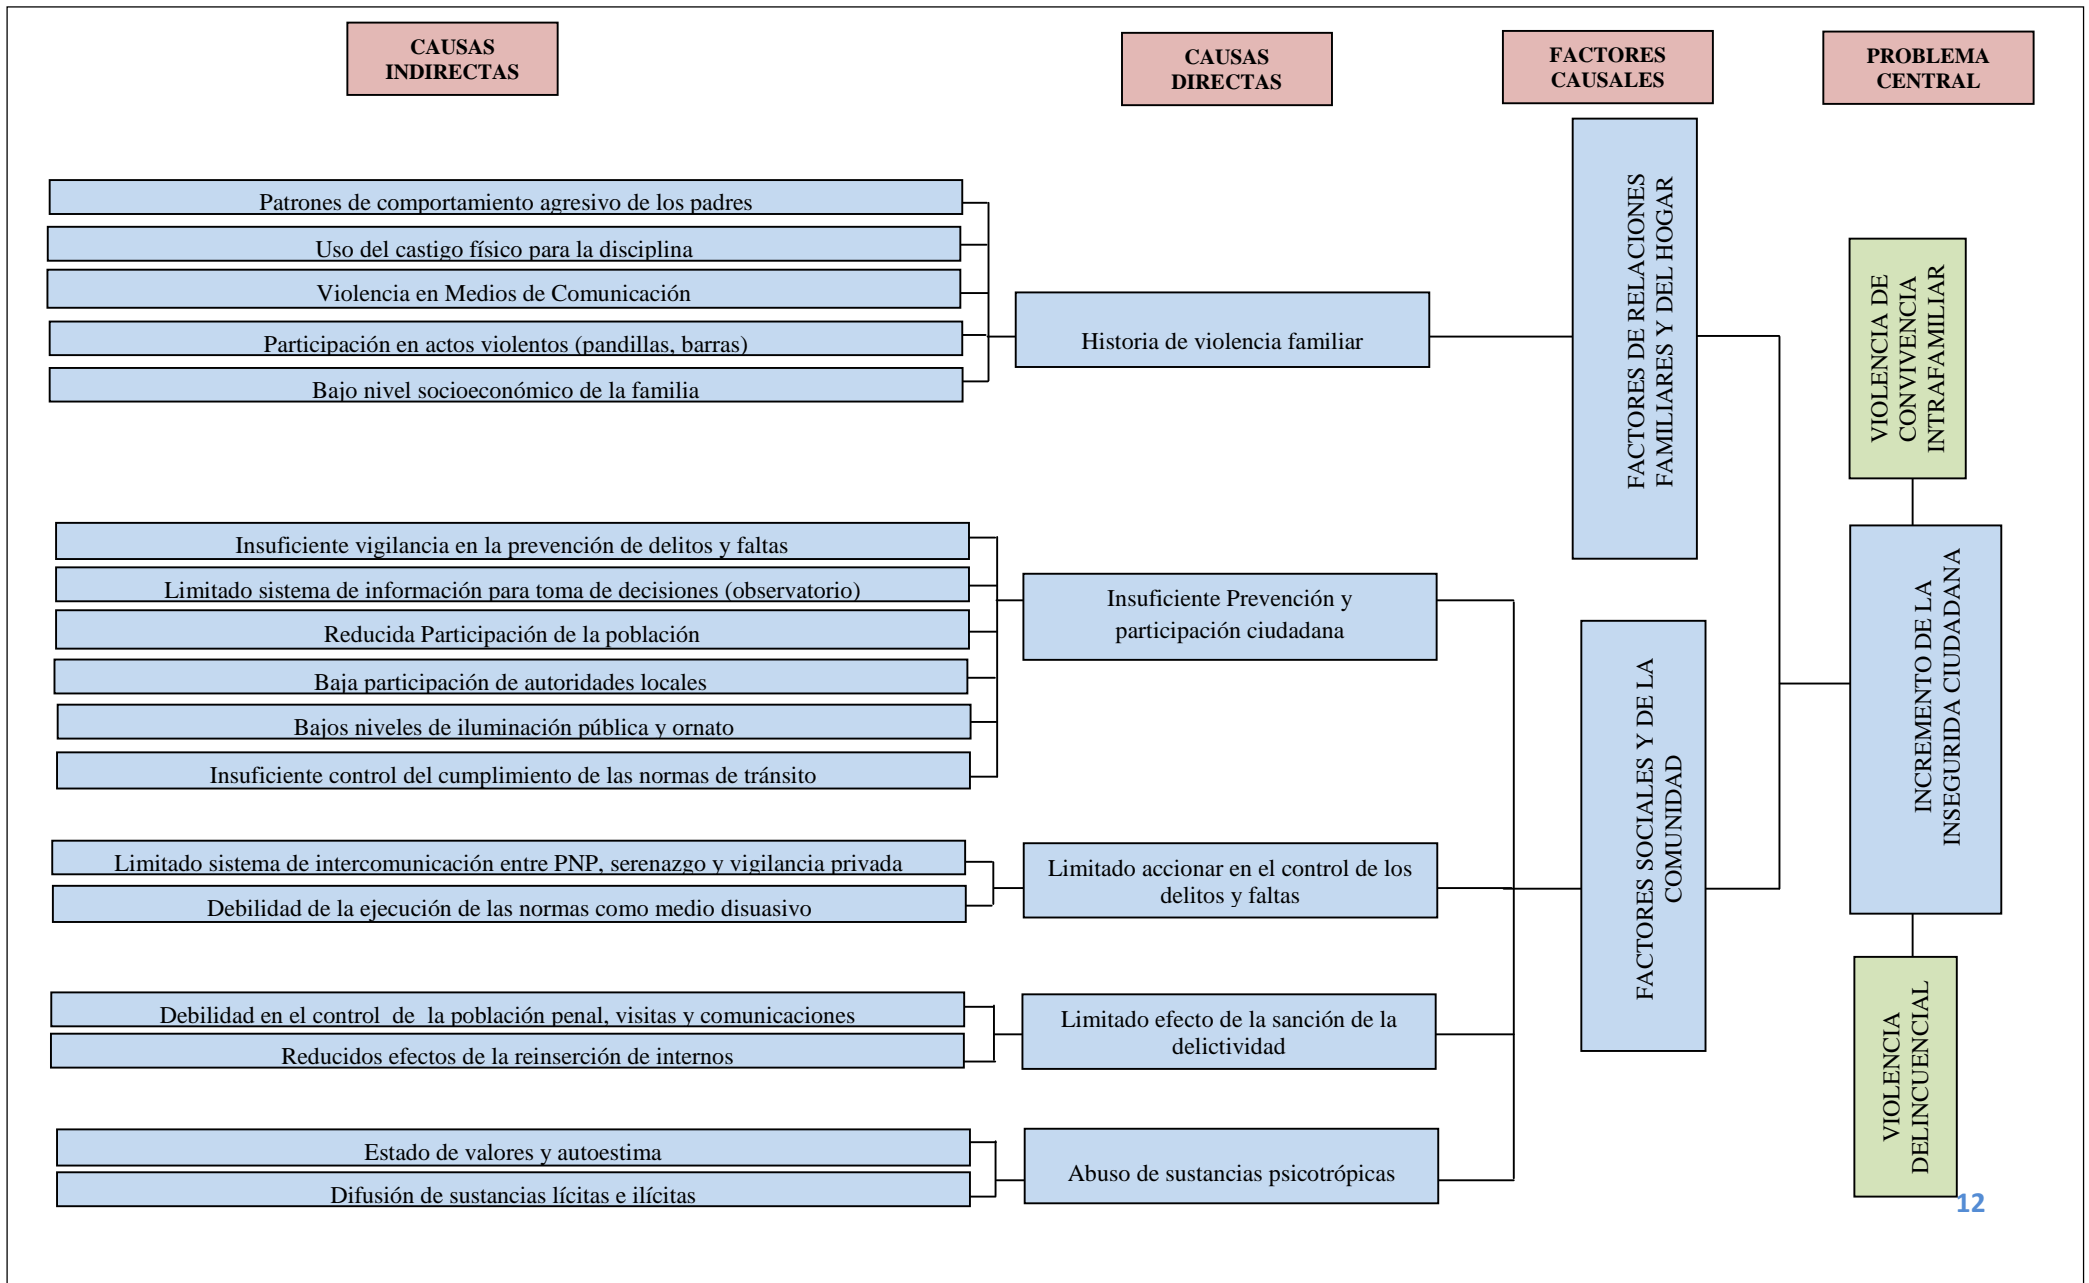 CAUSAS
INDIRECTAS
CAUSAS
DIRECTAS
FACTORES
CAUSALES
PROBLEMA
CENTRAL
Patrones de comportamiento agresivo de los padres
Uso del castigo físico para la disciplina
Violencia en Medios de Comunicación
Participación en actos violentos (pandillas, barras)
Bajo nivel socioeconómico de la familia
Historia de violencia familiar
FACTORES DE RELACIONES
FAMILIARES Y DEL HOGAR
VIOLENCIA DE
CONVIVENCIA
INTRAFAMILIAR
Insuficiente vigilancia en la prevención de delitos y faltas
Limitado sistema de información para toma de decisiones (observatorio)
Reducida Participación de la población
Baja participación de autoridades locales
Bajos niveles de iluminación pública y ornato
Insuficiente control del cumplimiento de las normas de tránsito
Insuficiente Prevención y
participación ciudadana
Limitado sistema de intercomunicación entre PNP, serenazgo y vigilancia privada
Debilidad de la ejecución de las normas como medio disuasivo
Limitado accionar en el control de los
delitos y faltas
Debilidad en el control  de  la población penal, visitas y comunicaciones
Reducidos efectos de la reinserción de internos
Limitado efecto de la sanción de la
delictividad
Estado de valores y autoestima
Difusión de sustancias lícitas e ilícitas
Abuso de sustancias psicotrópicas
FACTORES SOCIALES Y DE LA
COMUNIDAD
INCREMENTO DE LA
INSEGURIDA CIUDADANA
VIOLENCIA
DELINCUENCIAL
12